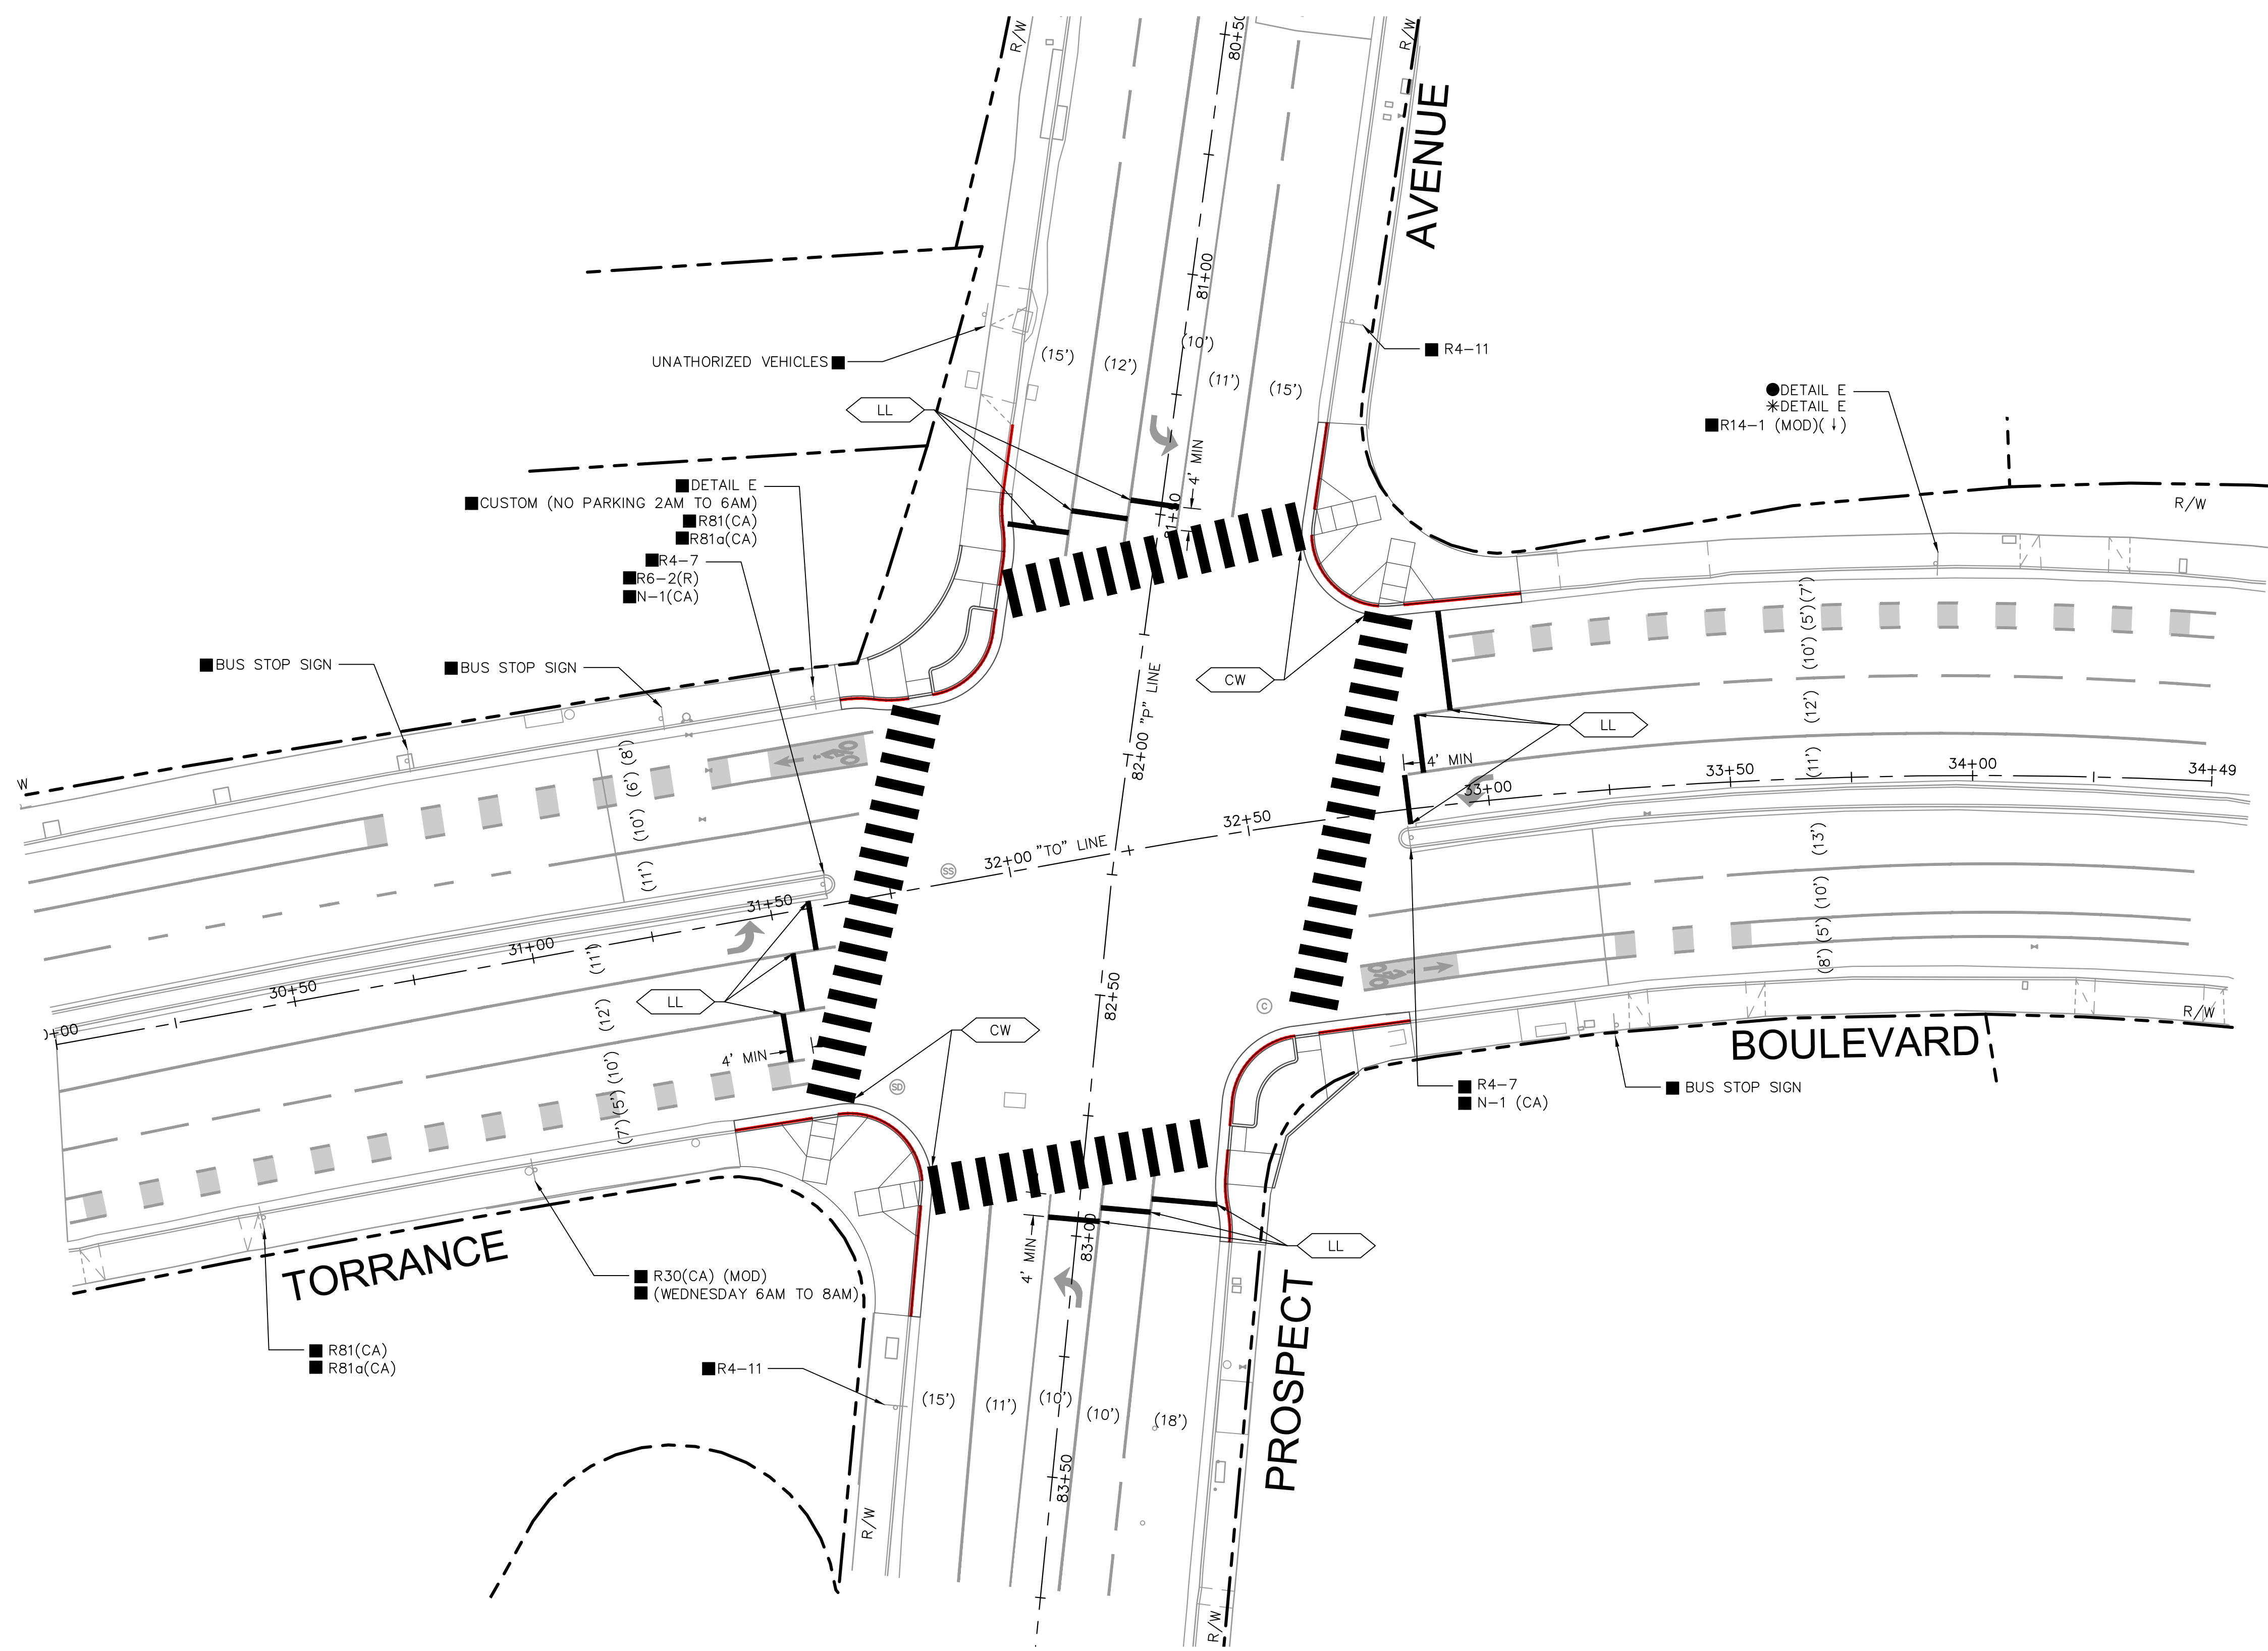 R/W
80+50
R/W
AVENUE
81+00
UNATHORIZED VEHICLES
(15')
(12')
(10')
(11')
(15')
R4-11
LL
DETAIL E
DETAIL E
R14-1 (MOD)(↓)
4' MIN
81+50
DETAIL E
CUSTOM (NO PARKING 2AM TO 6AM)
R81(CA)
R81a(CA)
R4-7
R6-2(R)
N-1(CA)
R/W
BUS STOP SIGN
BUS STOP SIGN
CW
82+00 "P" LINE
(7')
(5')
(10')
(12')
(11')
LL
4' MIN
33+00
33+50
34+00
34+49
W
(8')
(6')
(10')
(11')
32+50
32+00 "TO" LINE
SS
31+50
31+00
30+50
0+00
(11')
(12')
(10')
(5')
(7')
LL
4' MIN
CW
82+50
C
SD
(13')
(10')
(5')
(8')
R/W
BOULEVARD
R4-7
N-1 (CA)
BUS STOP SIGN
TORRANCE
R30(CA) (MOD)
(WEDNESDAY 6AM TO 8AM)
4' MIN
83+00
LL
R81(CA)
R81a(CA)
R4-11
(15')
(11')
(10')
(10')
(18')
PROSPECT
83+50
R/W
R/W